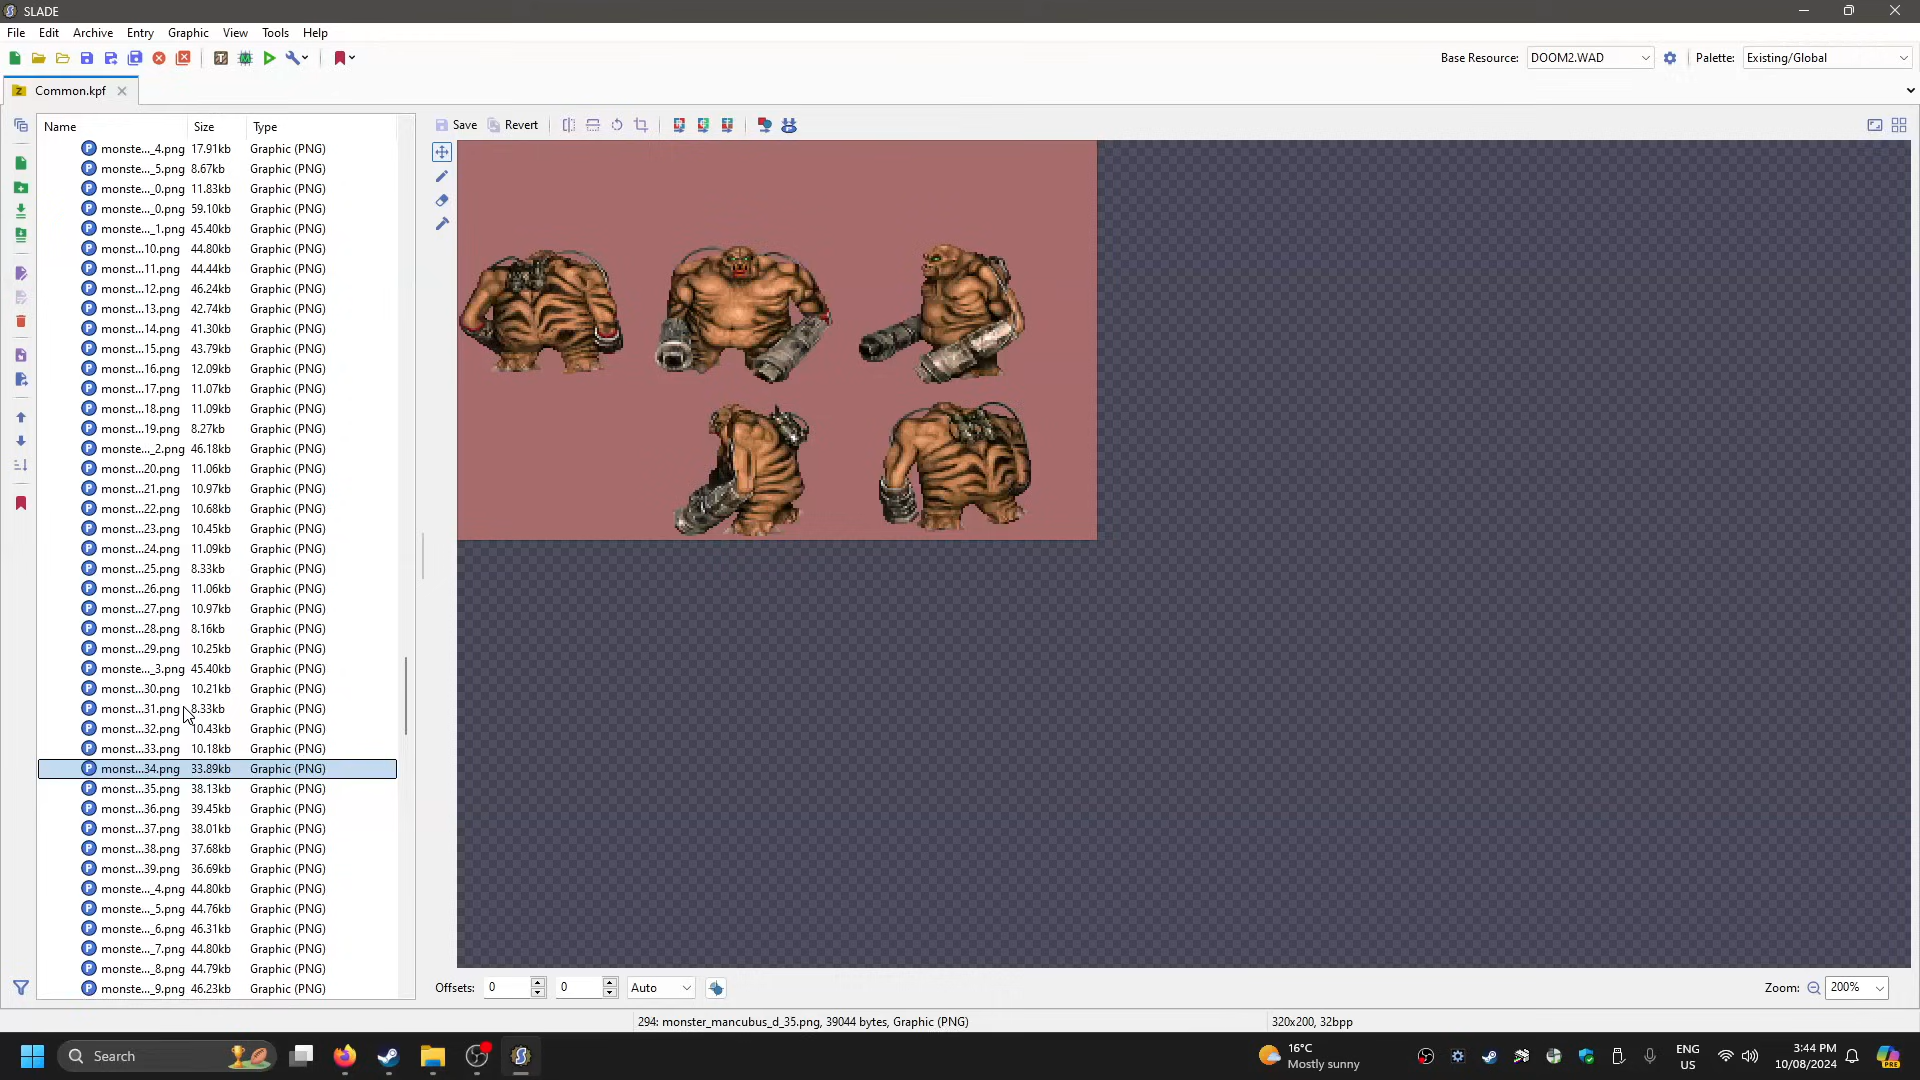 SLADE
File Edit Archive Entry Graphic View Tools Help
Base Resource: DOOM2.WAD Palette: Existing/Global
Common.kpf
Name Size Type
Save Revert
monste..._4.png 17.91kb Graphic (PNG)
monste..._5.png 8.67kb Graphic (PNG)
monste..._0.png 11.83kb Graphic (PNG)
monste..._0.png 59.10kb Graphic (PNG)
monste..._1.png 45.40kb Graphic (PNG)
monst...10.png 44.80kb Graphic (PNG)
monst...11.png 44.44kb Graphic (PNG)
monst...12.png 46.24kb Graphic (PNG)
monst...13.png 42.74kb Graphic (PNG)
monst...14.png 41.30kb Graphic (PNG)
monst...15.png 43.79kb Graphic (PNG)
monst...16.png 12.09kb Graphic (PNG)
monst...17.png 11.07kb Graphic (PNG)
monst...18.png 11.09kb Graphic (PNG)
monst...19.png 8.27kb Graphic (PNG)
monste..._2.png 46.18kb Graphic (PNG)
monst...20.png 11.06kb Graphic (PNG)
monst...21.png 10.97kb Graphic (PNG)
monst...22.png 10.68kb Graphic (PNG)
monst...23.png 10.45kb Graphic (PNG)
monst...24.png 11.09kb Graphic (PNG)
monst...25.png 8.33kb Graphic (PNG)
monst...26.png 11.06kb Graphic (PNG)
monst...27.png 10.97kb Graphic (PNG)
monst...28.png 8.16kb Graphic (PNG)
monst...29.png 10.25kb Graphic (PNG)
monste..._3.png 45.40kb Graphic (PNG)
monst...30.png 10.21kb Graphic (PNG)
monst...31.png 8.33kb Graphic (PNG)
monst...32.png 10.43kb Graphic (PNG)
monst...33.png 10.18kb Graphic (PNG)
monst...34.png 33.89kb Graphic (PNG)
monst...35.png 38.13kb Graphic (PNG)
monst...36.png 39.45kb Graphic (PNG)
monst...37.png 38.01kb Graphic (PNG)
monst...38.png 37.68kb Graphic (PNG)
monst...39.png 36.69kb Graphic (PNG)
monste..._4.png 44.80kb Graphic (PNG)
monste..._5.png 44.76kb Graphic (PNG)
monste..._6.png 46.31kb Graphic (PNG)
monste..._7.png 44.80kb Graphic (PNG)
monste..._8.png 44.79kb Graphic (PNG)
monste..._9.png 46.23kb Graphic (PNG)
Offsets: 0 0 Auto Zoom: 200%
294: monster_mancubus_d_35.png, 39044 bytes, Graphic (PNG) 320x200, 32bpp
Search
16°C
Mostly sunny
ENG
US
3:44 PM
10/08/2024
PRE